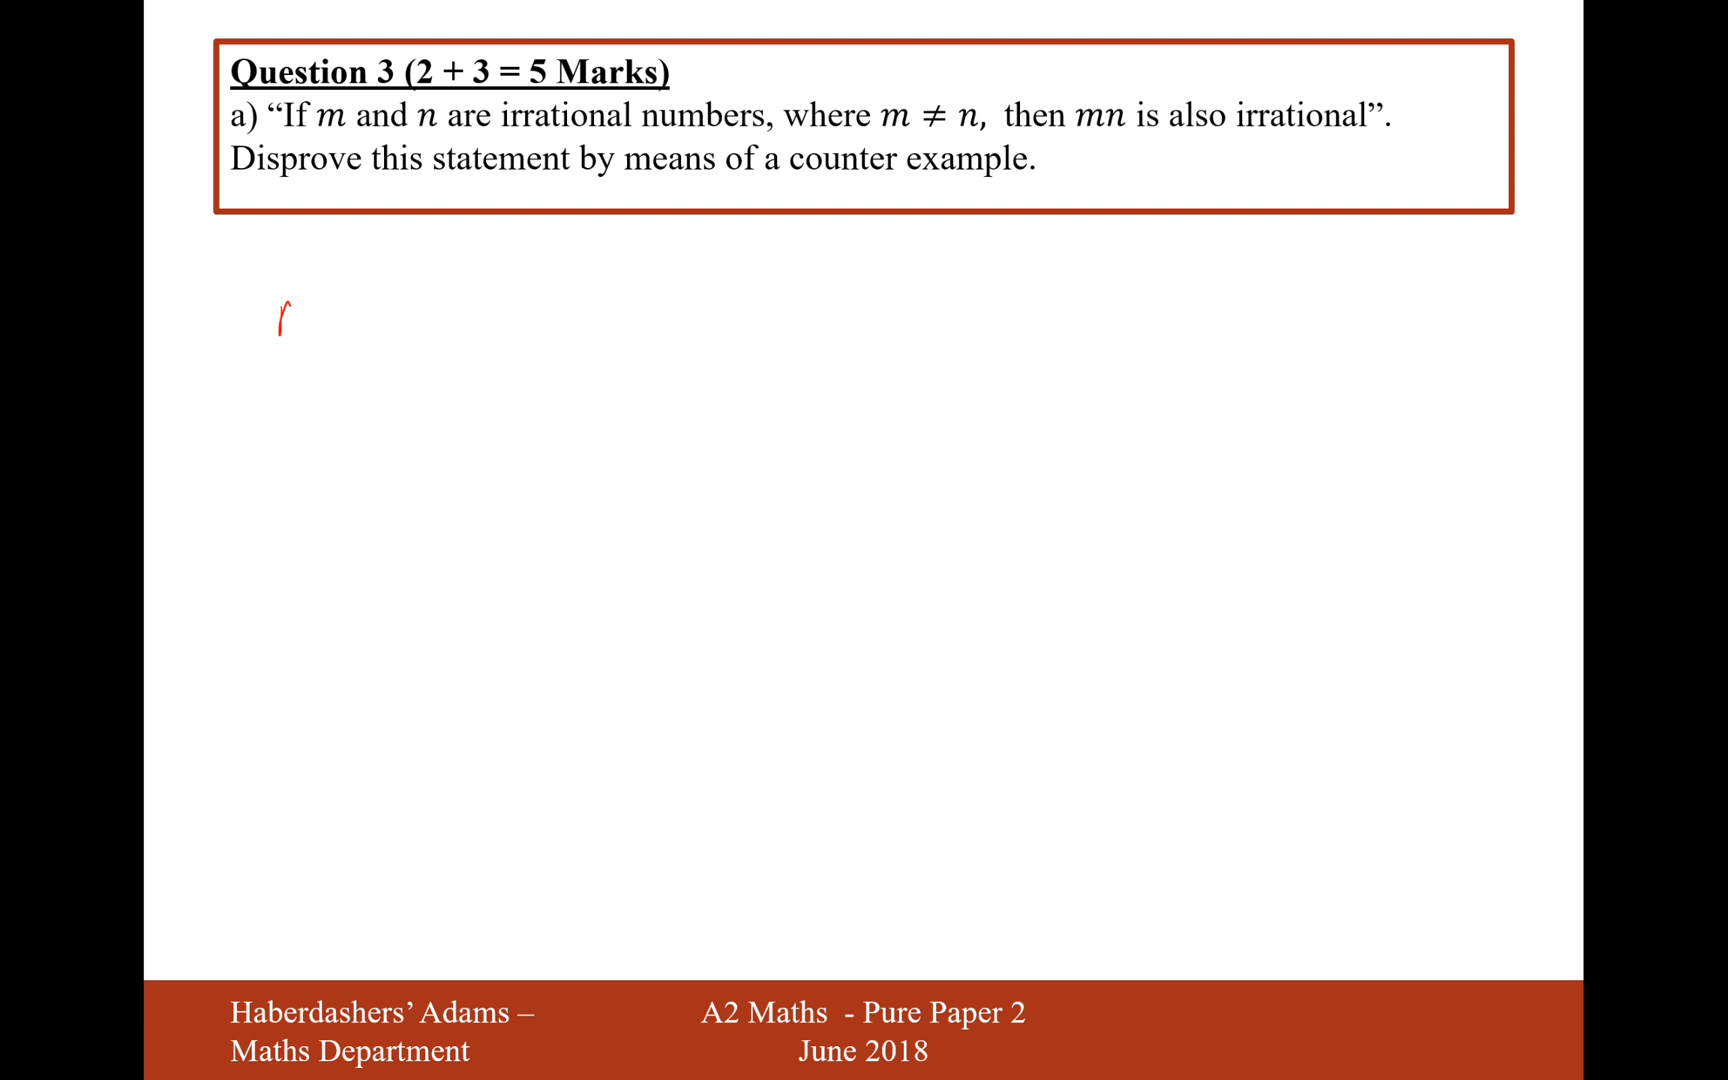 Question 3 (2 + 3 = 5 Marks)
a) “If m and n are irrational numbers, where m ≠ n, then mn is also irrational”.
Disprove this statement by means of a counter example.
Haberdashers’ Adams –
Maths Department
A2 Maths - Pure Paper 2
June 2018